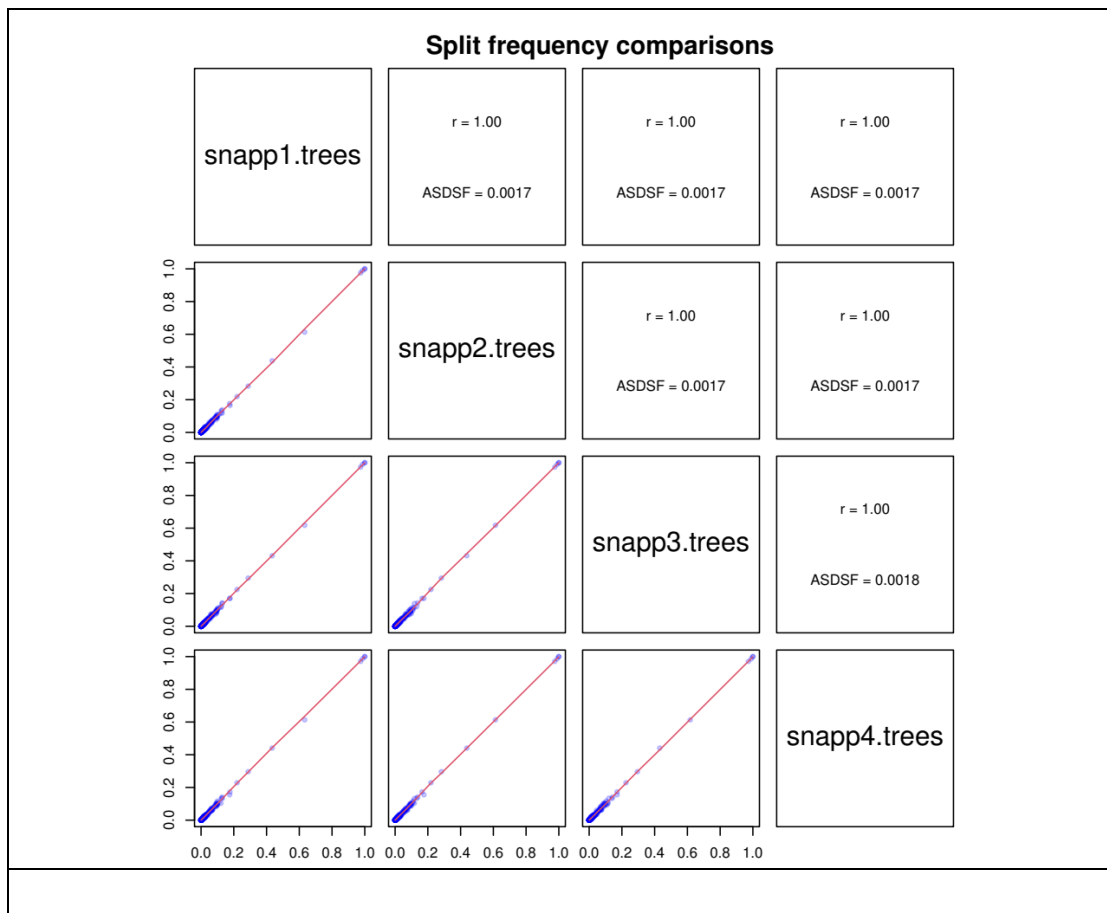 Split frequency comparisons
snapp1.trees
r = 1.00
ASDSF = 0.0017
r = 1.00
ASDSF = 0.0017
r = 1.00
ASDSF = 0.0017
0.0 0.2 0.4 0.6 0.8 1.0
snapp2.trees
r = 1.00
ASDSF = 0.0017
r = 1.00
ASDSF = 0.0017
0.0 0.2 0.4 0.6 0.8 1.0
snapp3.trees
r = 1.00
ASDSF = 0.0018
0.0 0.2 0.4 0.6 0.8 1.0
snapp4.trees
0.0 0.2 0.4 0.6 0.8 1.0
0.0 0.2 0.4 0.6 0.8 1.0
0.0 0.2 0.4 0.6 0.8 1.0